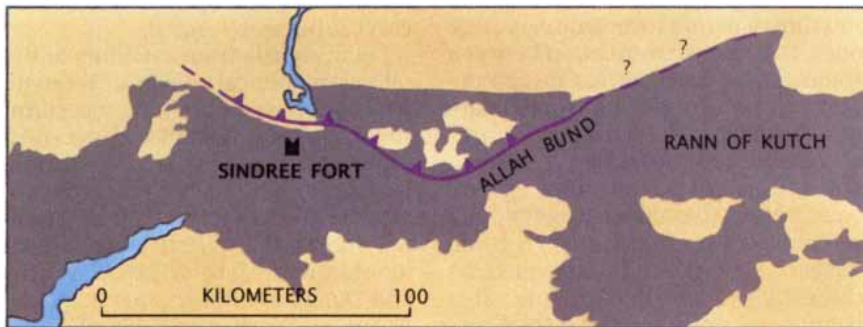 ? ?
ALLAH BUND
RANN OF KUTCH
SINDREE FORT
0 KILOMETERS 100